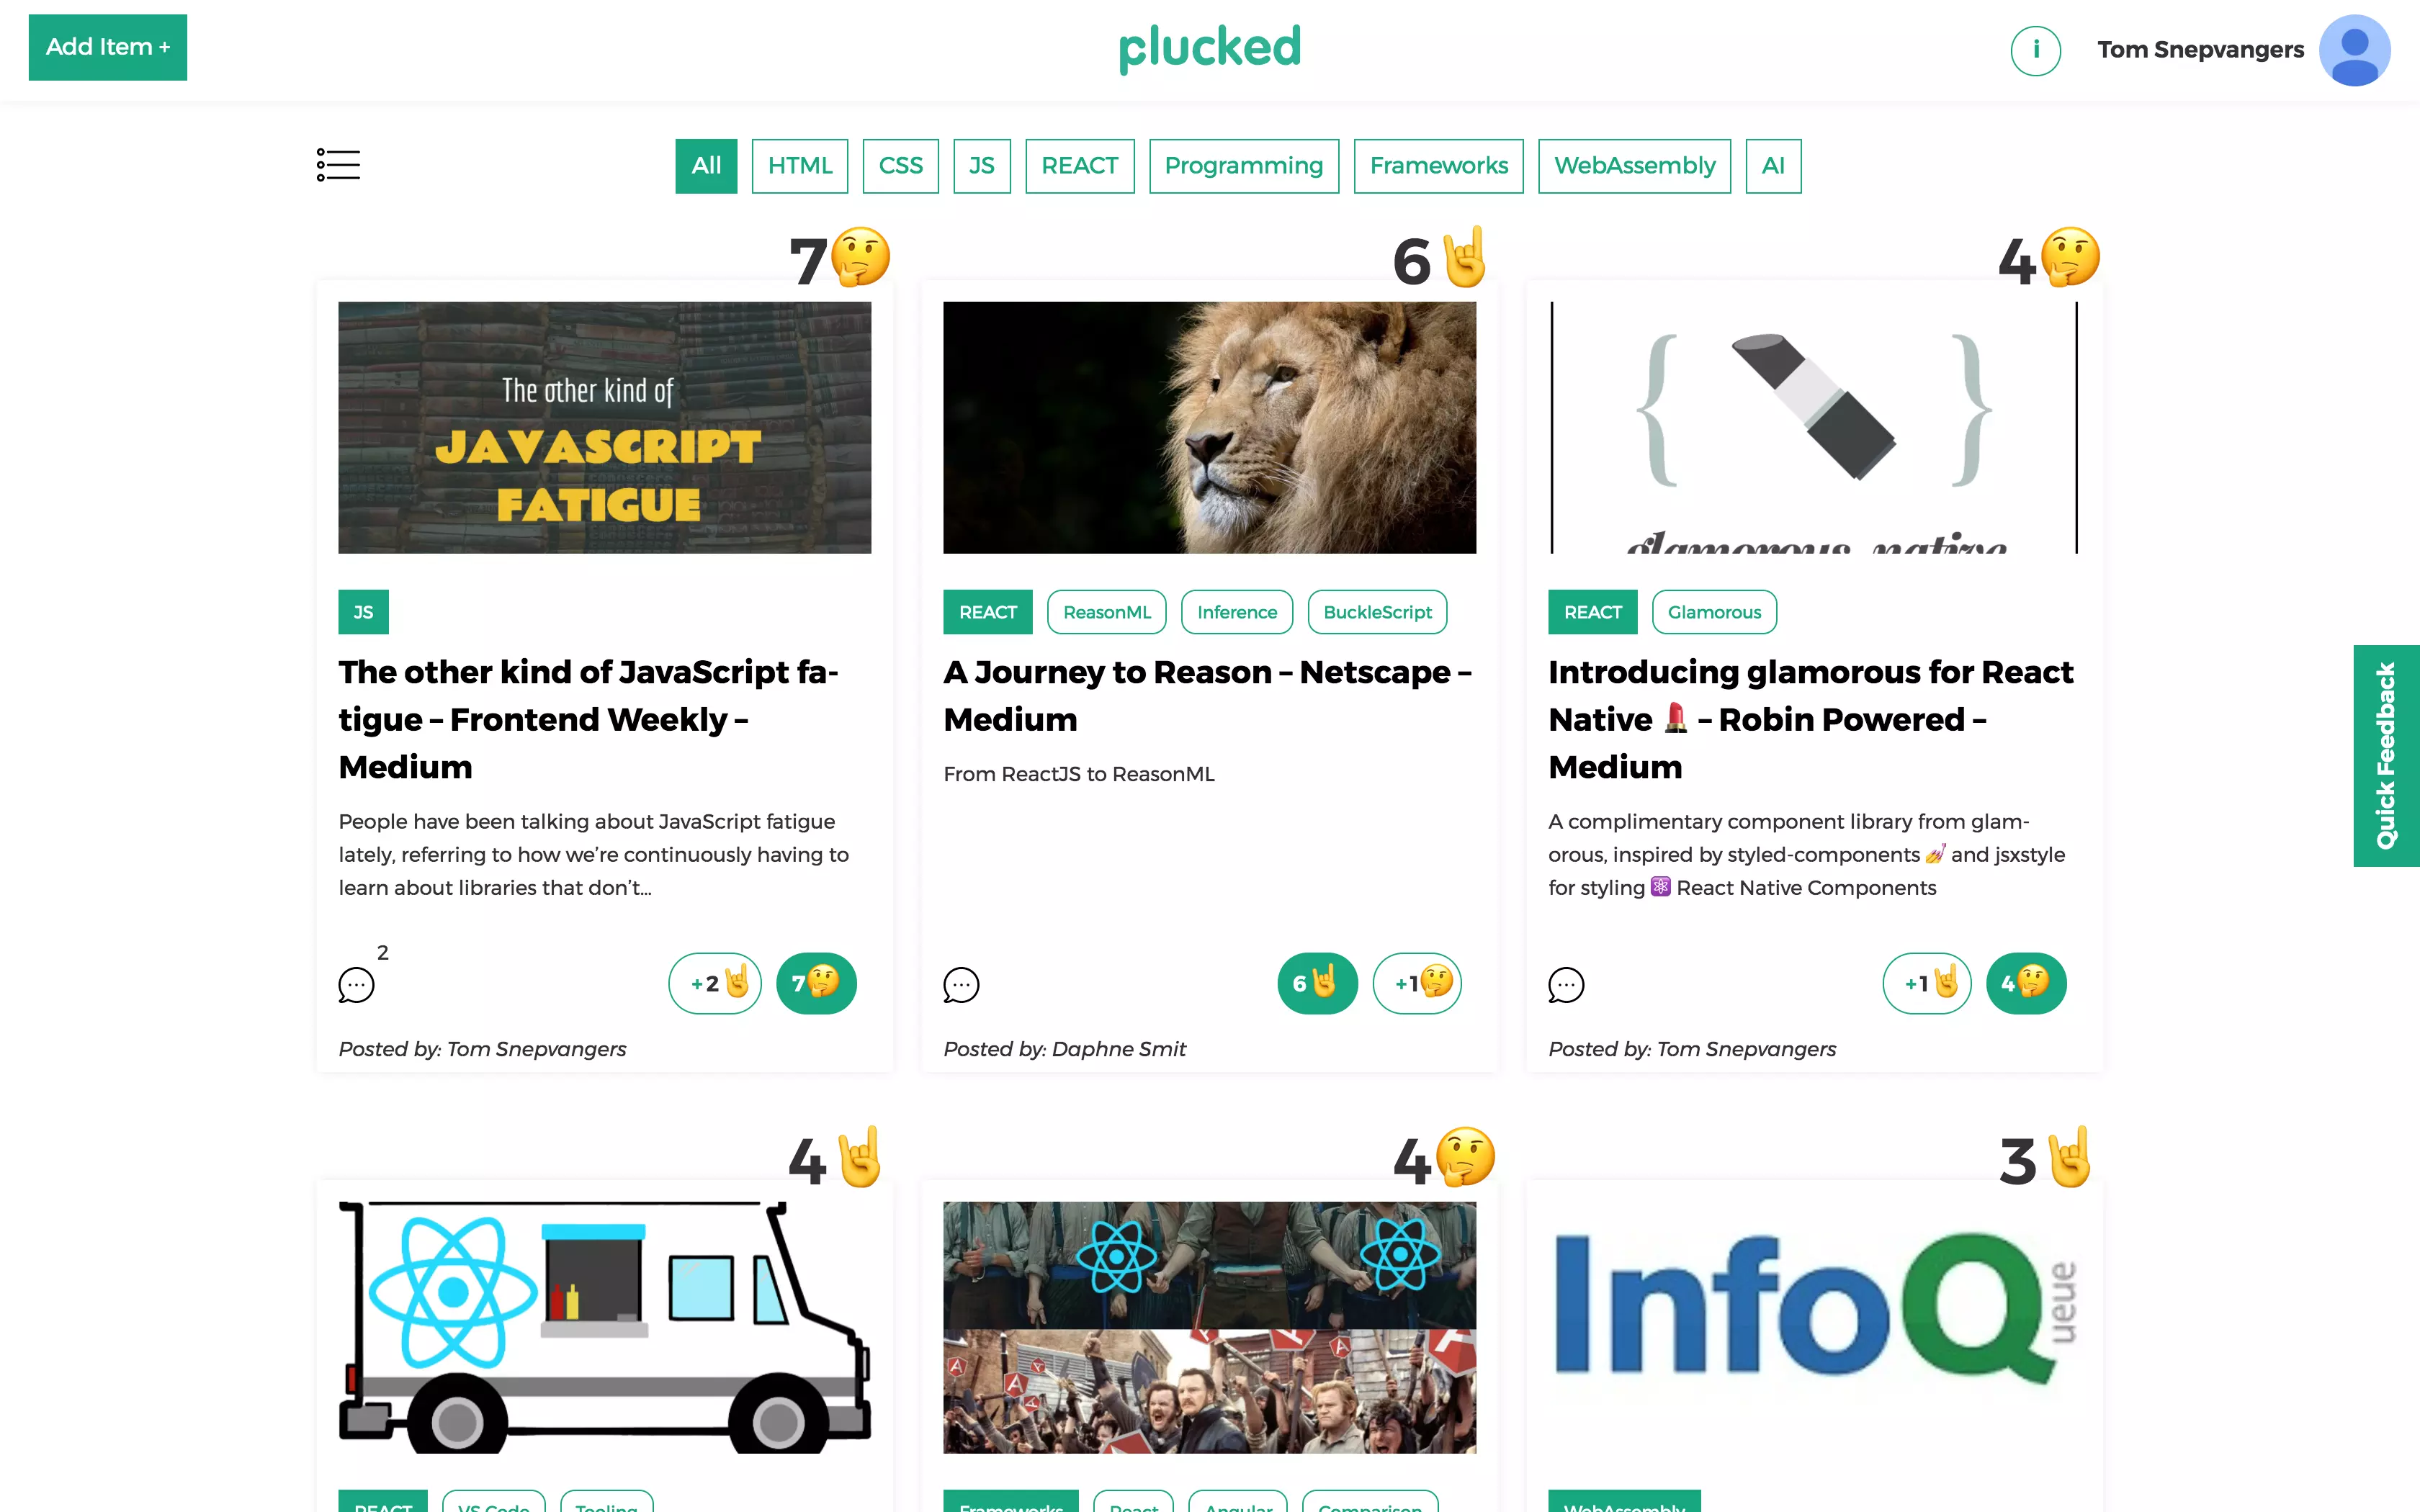 Add Item +
plucked
i
Tom Snepvangers
All
HTML
CSS
JS
REACT
Programming
Frameworks
WebAssembly
AI
7
6
4
The other kind of
JAVASCRIPT
FATIGUE
glamorous native
JS
REACT
ReasonML
Inference
BuckleScript
REACT
Glamorous
The other kind of JavaScript fa-
tigue – Frontend Weekly –
Medium
People have been talking about JavaScript fatigue
lately, referring to how we’re continuously having to
learn about libraries that don’t...
A Journey to Reason – Netscape –
Medium
From ReactJS to ReasonML
Introducing glamorous for React
Native 💄 – Robin Powered –
Medium
A complimentary component library from glam-
orous, inspired by styled-components 💅 and jsxstyle
for styling ⚛️ React Native Components
Quick Feedback
2
+2🤘
7🤔
6🤘
+1🤔
+1🤘
4🤔
Posted by: Tom Snepvangers
Posted by: Daphne Smit
Posted by: Tom Snepvangers
4
4
3
InfoQ
ueue
REACT
VS Code
Tooling
Frameworks
React
Angular
Comparison
WebAssembly